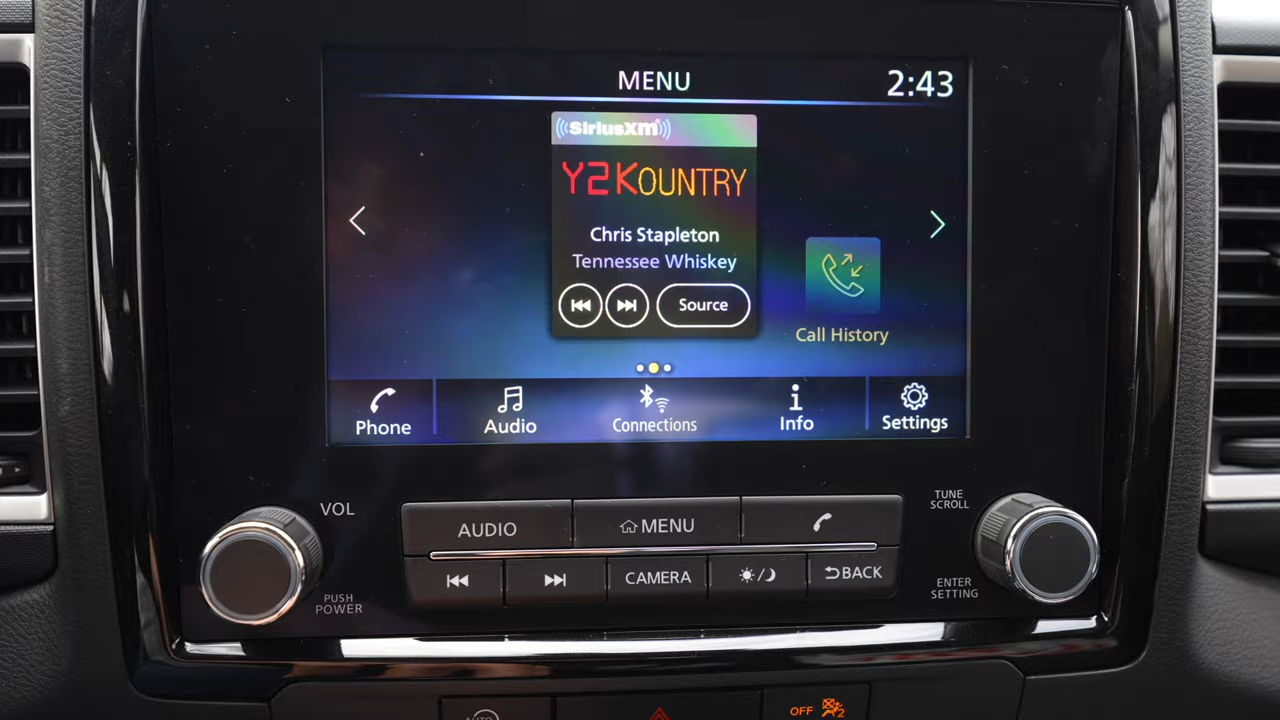 MENU
2:43
SiriusXM
Y2KOUNTRY
Chris Stapleton
Tennessee Whiskey
Source
Call History
Phone
Audio
Connections
Info
Settings
VOL
PUSH
POWER
AUDIO
MENU
CAMERA
BACK
TUNE
SCROLL
ENTER
SETTING
OFF
2